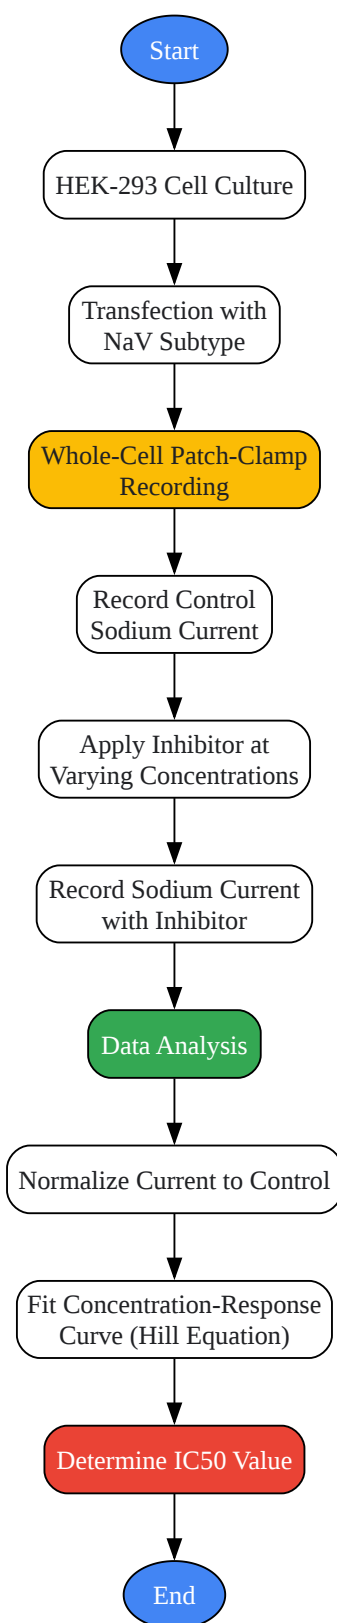 Start
HEK-293 Cell Culture
Transfection with
NaV Subtype
Whole-Cell Patch-Clamp
Recording
Record Control
Sodium Current
Apply Inhibitor at
Varying Concentrations
Record Sodium Current
with Inhibitor
Data Analysis
Normalize Current to Control
Fit Concentration-Response
Curve (Hill Equation)
Determine IC50 Value
End